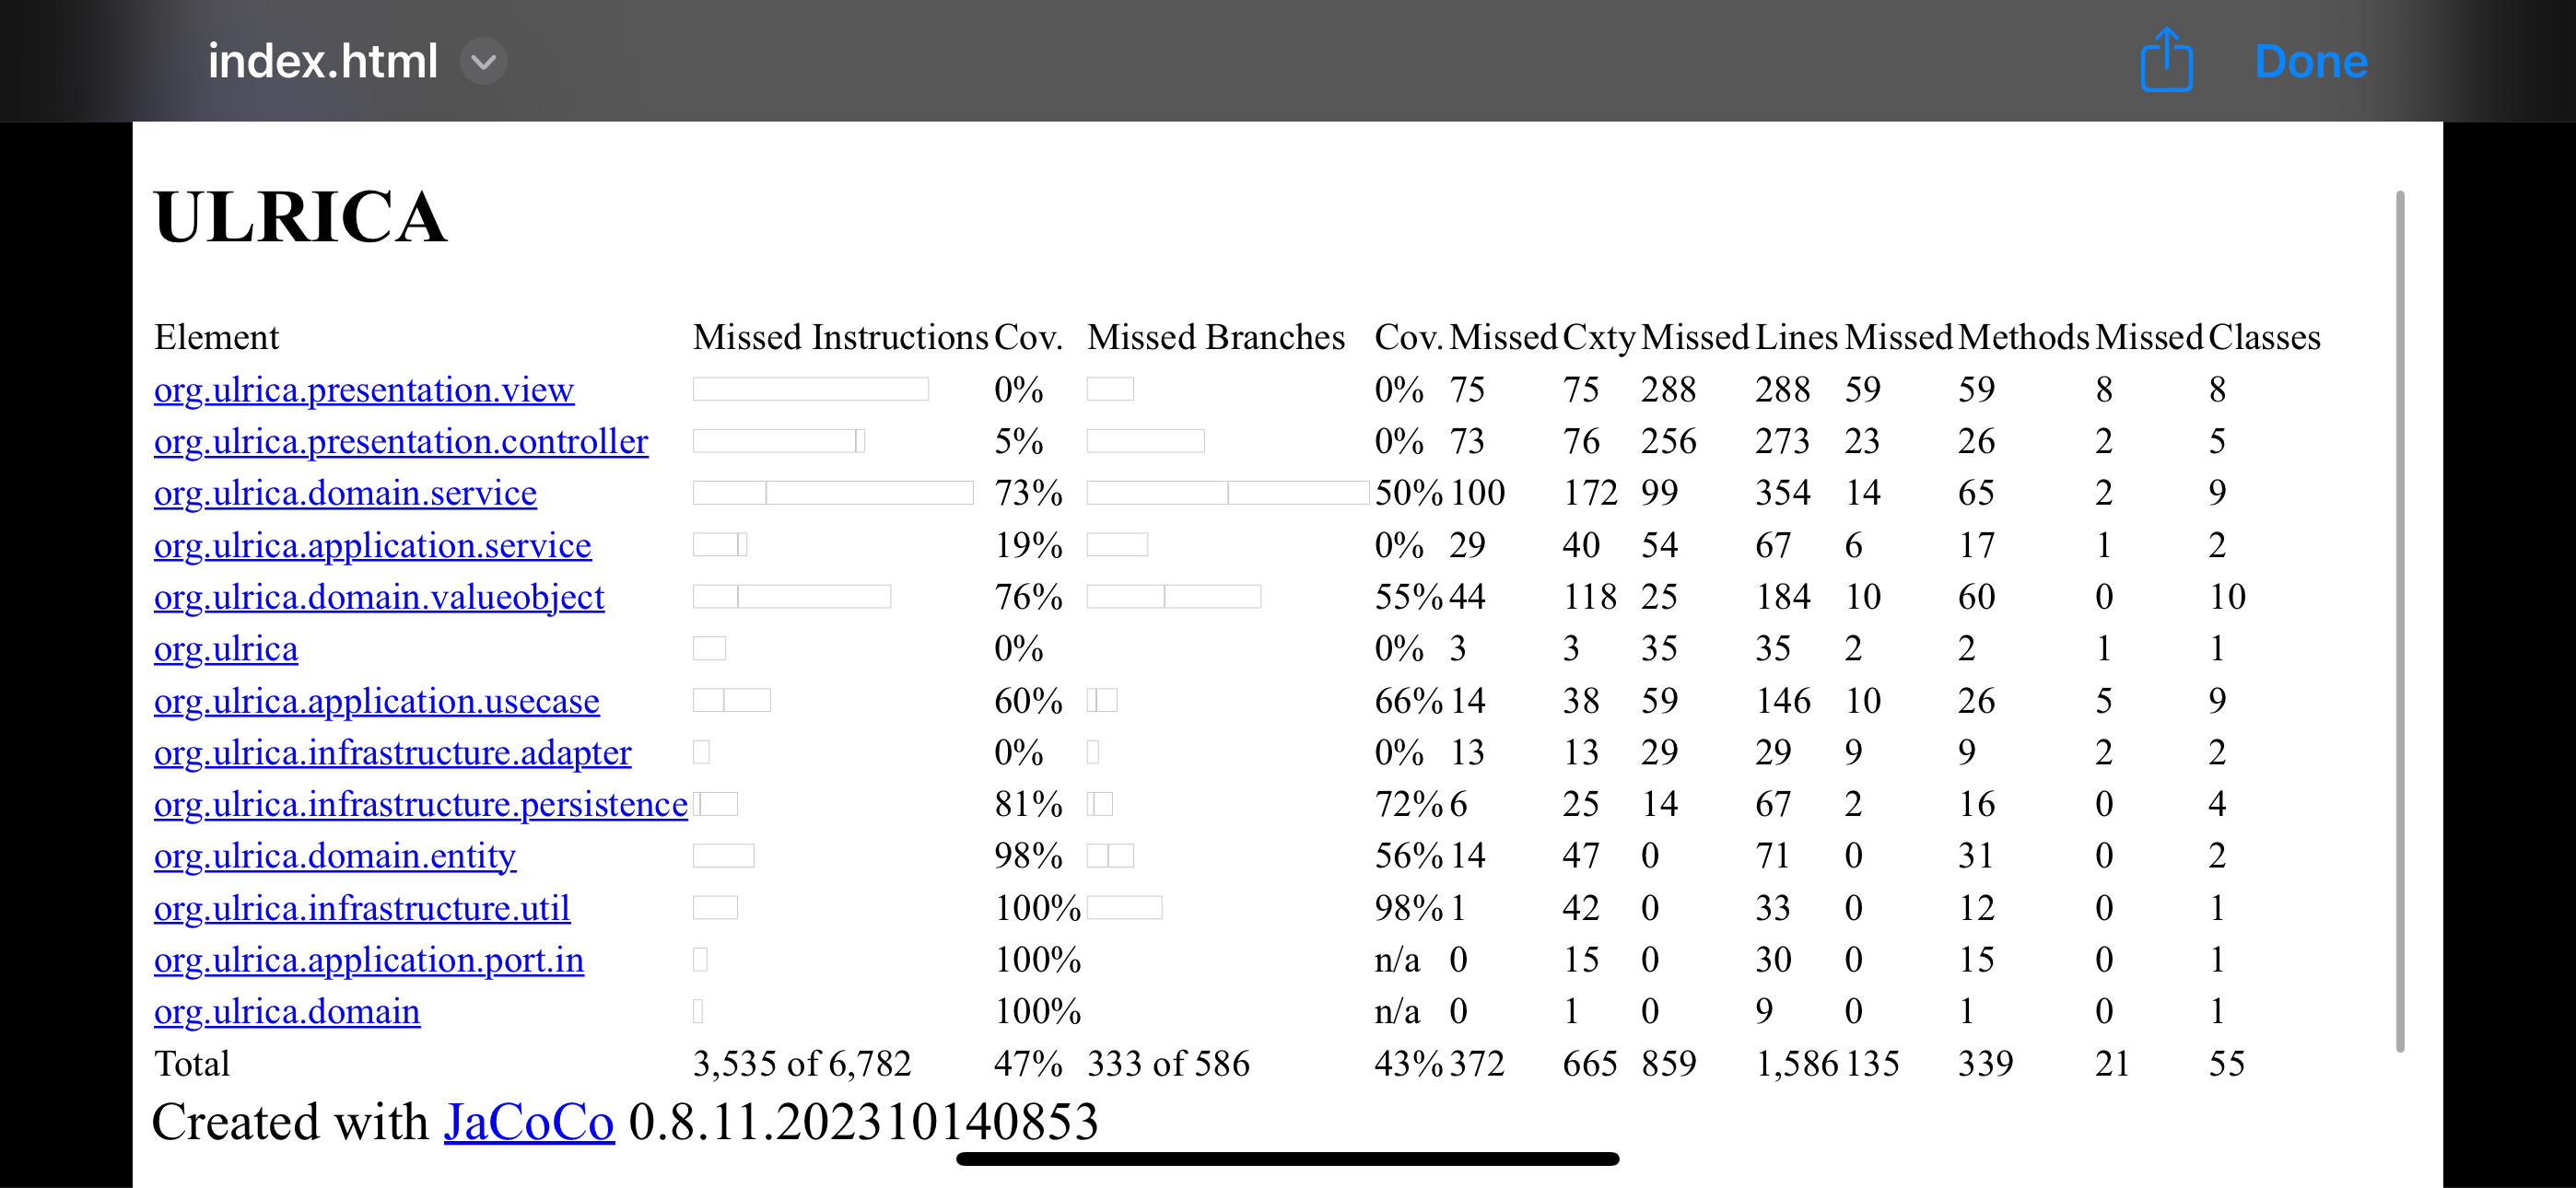 index.html
Done
ULRICA
Element Missed Instructions Cov. Missed Branches Cov. Missed Cxty Missed Lines Missed Methods Missed Classes
org.ulrica.presentation.view 0% 0% 75 75 288 288 59 59 8 8
org.ulrica.presentation.controller 5% 0% 73 76 256 273 23 26 2 5
org.ulrica.domain.service 73% 50% 100 172 99 354 14 65 2 9
org.ulrica.application.service 19% 0% 29 40 54 67 6 17 1 2
org.ulrica.domain.valueobject 76% 55% 44 118 25 184 10 60 0 10
org.ulrica 0% 0% 3 3 35 35 2 2 1 1
org.ulrica.application.usecase 60% 66% 14 38 59 146 10 26 5 9
org.ulrica.infrastructure.adapter 0% 0% 13 13 29 29 9 9 2 2
org.ulrica.infrastructure.persistence 81% 72% 6 25 14 67 2 16 0 4
org.ulrica.domain.entity 98% 56% 14 47 0 71 0 31 0 2
org.ulrica.infrastructure.util 100% 98% 1 42 0 33 0 12 0 1
org.ulrica.application.port.in 100% n/a 0 15 0 30 0 15 0 1
org.ulrica.domain 100% n/a 0 1 0 9 0 1 0 1
Total 3,535 of 6,782 47% 333 of 586 43% 372 665 859 1,586 135 339 21 55
Created with JaCoCo 0.8.11.202310140853